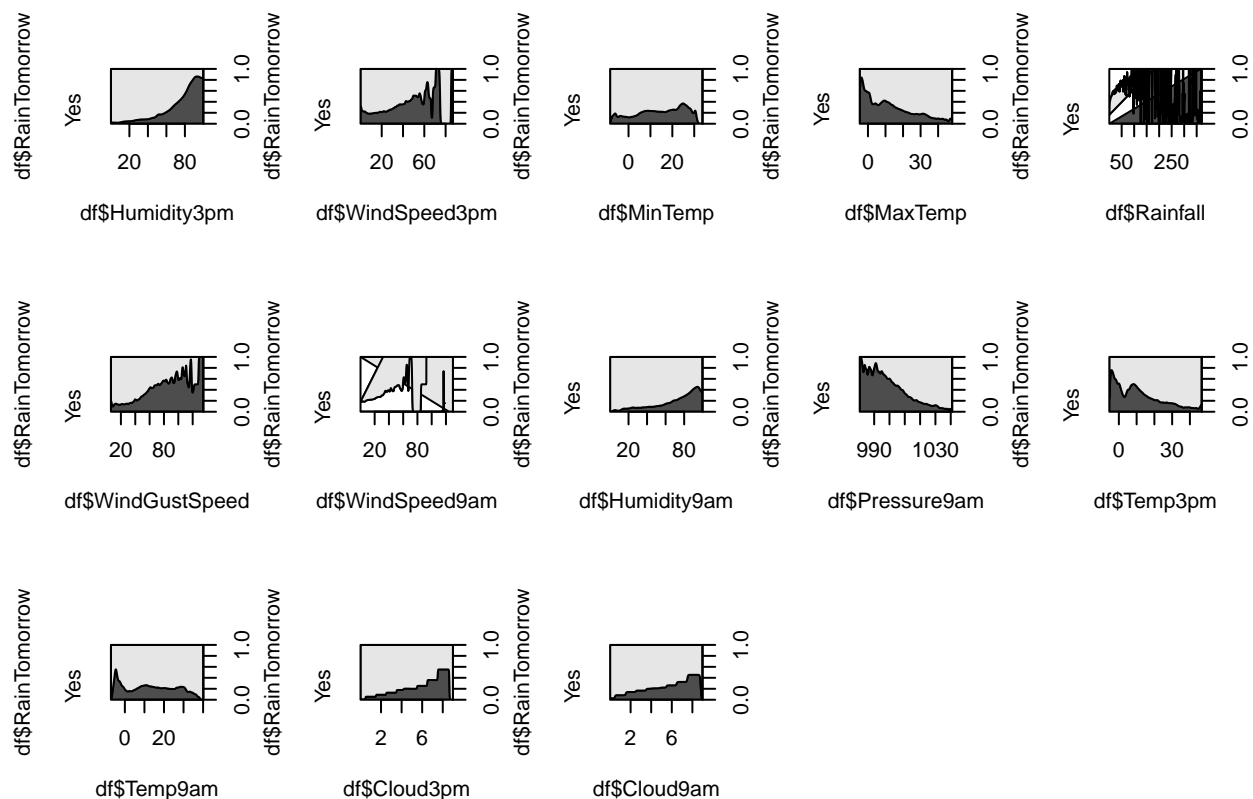 df$RainTomorrow
Yes
0.0 1.0
20 80
df$Humidity3pm
df$RainTomorrow
Yes
0.0 1.0
20 60
df$WindSpeed3pm
df$RainTomorrow
Yes
0.0 1.0
0 20
df$MinTemp
df$RainTomorrow
Yes
0.0 1.0
0 30
df$MaxTemp
df$RainTomorrow
Yes
0.0 1.0
50 250
df$Rainfall
df$RainTomorrow
Yes
0.0 1.0
20 80
df$WindGustSpeed
df$RainTomorrow
Yes
0.0 1.0
20 80
df$WindSpeed9am
df$RainTomorrow
Yes
0.0 1.0
20 80
df$Humidity9am
df$RainTomorrow
Yes
0.0 1.0
990 1030
df$Pressure9am
df$RainTomorrow
Yes
0.0 1.0
0 30
df$Temp3pm
df$RainTomorrow
Yes
0.0 1.0
0 20
df$Temp9am
df$RainTomorrow
Yes
0.0 1.0
2 6
df$Cloud3pm
df$RainTomorrow
Yes
0.0 1.0
2 6
df$Cloud9am